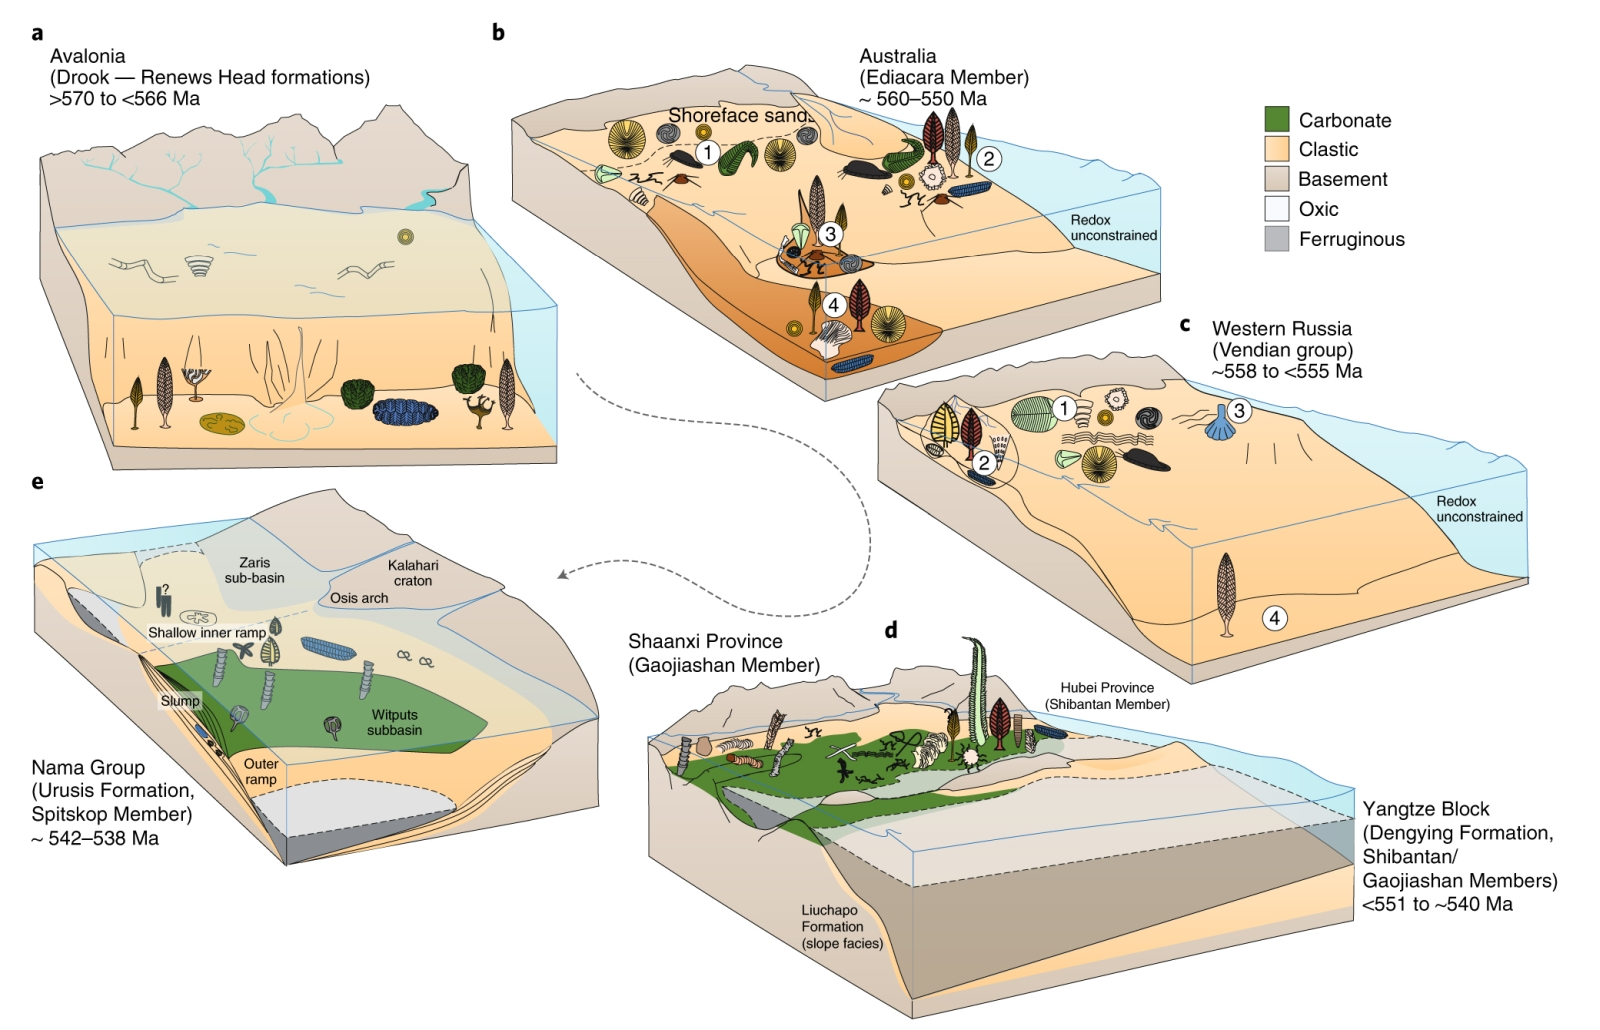 a
Avalonia
(Drook — Renews Head formations)
>570 to <566 Ma
b
Australia
(Ediacara Member)
~ 560–550 Ma
Shoreface sands
1
2
3
4
Redox
unconstrained
Carbonate
Clastic
Basement
Oxic
Ferruginous
c
Western Russia
(Vendian group)
~558 to <555 Ma
1
2
3
4
Redox
unconstrained
e
Zaris
sub-basin
Kalahari
craton
Osis arch
?
Shallow inner ramp
Slump
Witputs
subbasin
Outer
ramp
Nama Group
(Urusis Formation,
Spitskop Member)
~ 542–538 Ma
d
Shaanxi Province
(Gaojiashan Member)
Hubei Province
(Shibantan Member)
Liuchapo
Formation
(slope facies)
Yangtze Block
(Dengying Formation,
Shibantan/
Gaojiashan Members)
<551 to ~540 Ma